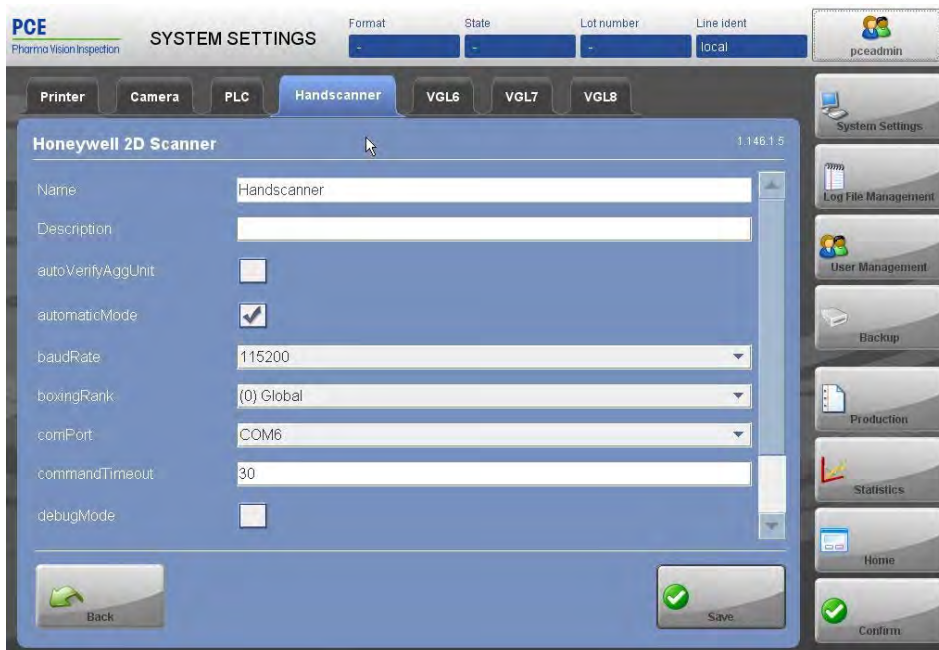 PCE
Pharma Vision Inspection
SYSTEM SETTINGS
Format
State
Lot number
Line ident
-
-
-
local
pceadmin
Printer
Camera
PLC
Handscanner
VGL6
VGL7
VGL8
Honeywell 2D Scanner
1.146.1.5
Name
Handscanner
Description
autoVerifyAggUnit
automaticMode
baudRate
115200
boxingRank
(0) Global
comPort
COM6
commandTimeout
30
debugMode
Back
Save
System Settings
Log File Management
User Management
Backup
Production
Statistics
Home
Confirm